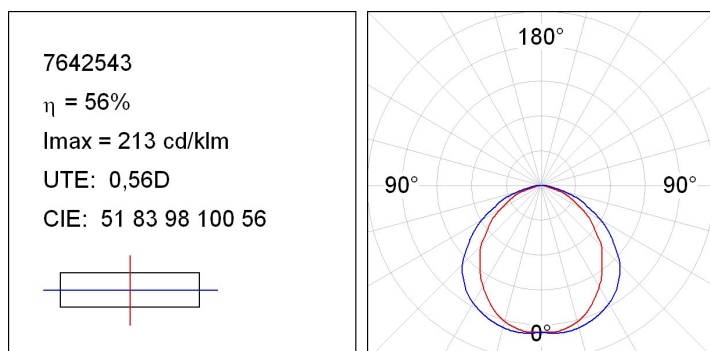 7642543
η = 56%
Imax = 213 cd/klm
UTE: 0,56D
CIE: 51 83 98 100 56
180°
90° 90°
0°